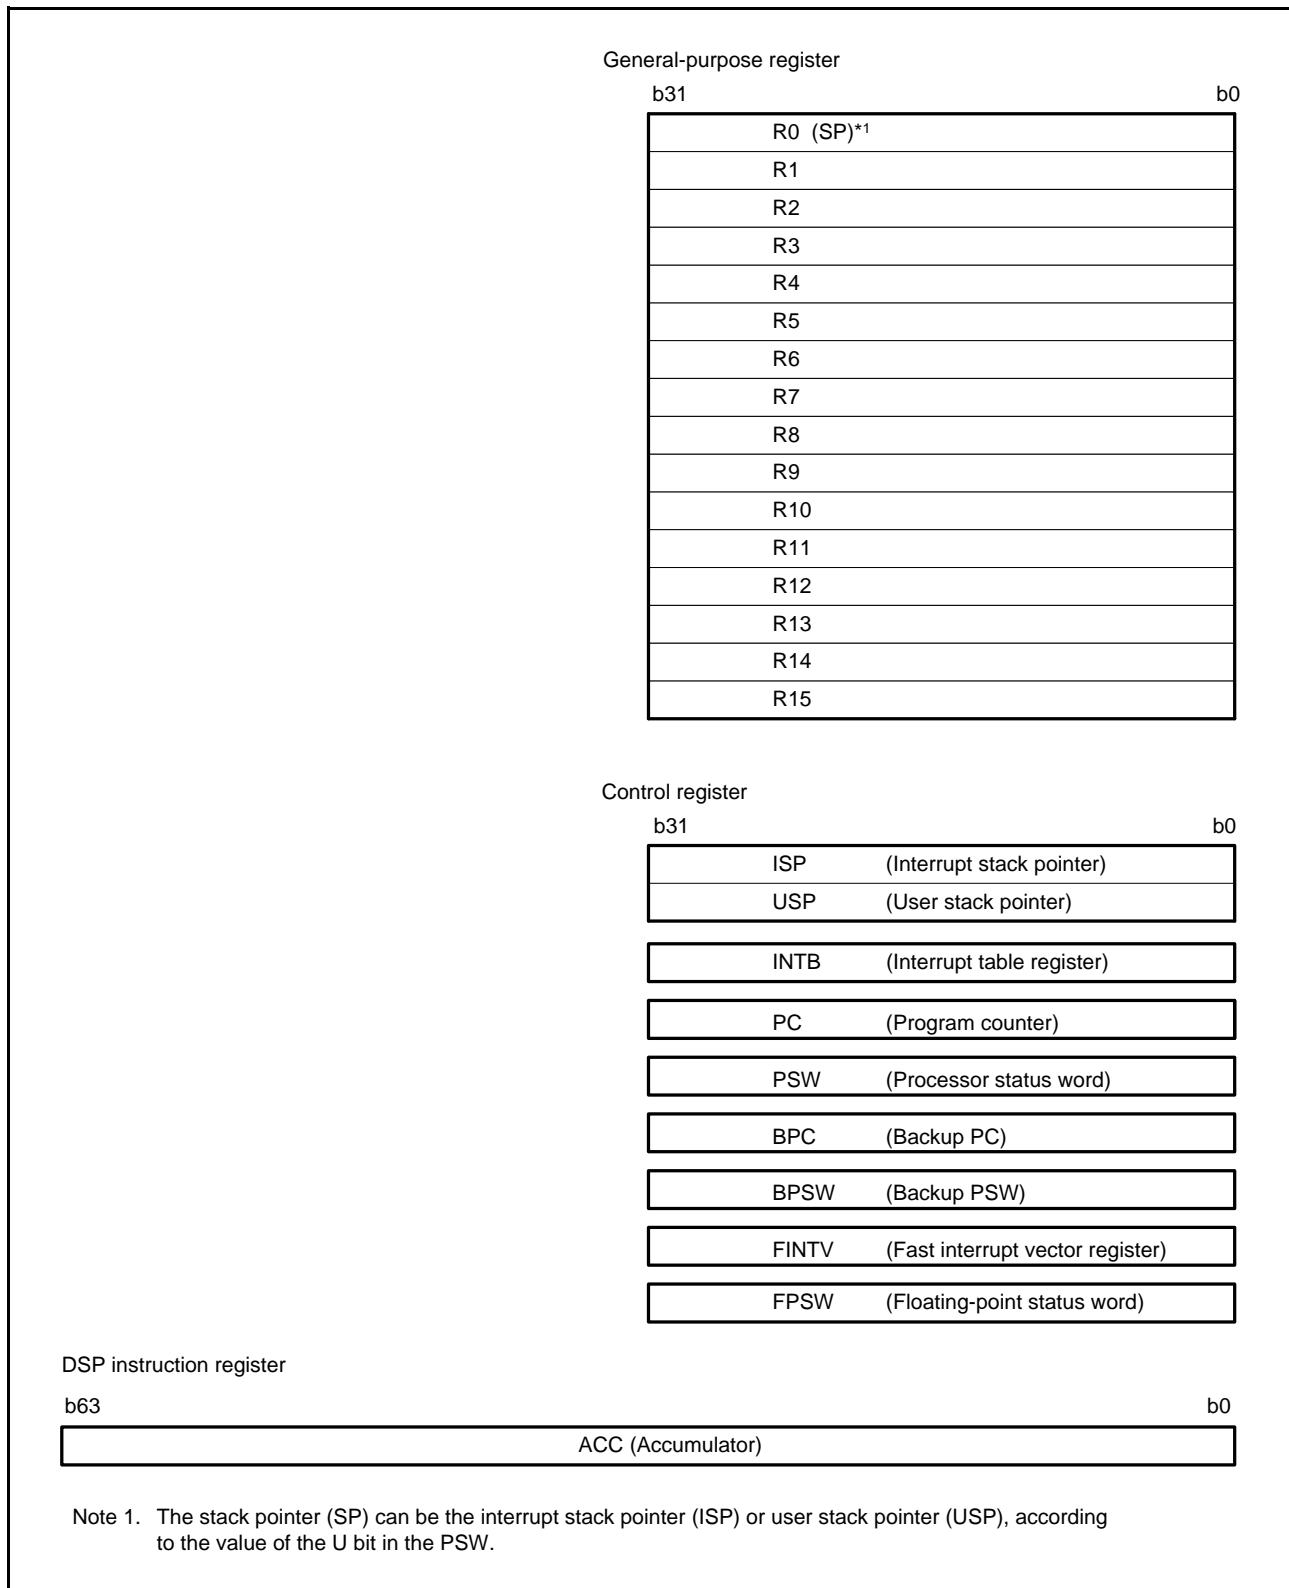 General-purpose register
b31 b0
R0 (SP)*1
R1
R2
R3
R4
R5
R6
R7
R8
R9
R10
R11
R12
R13
R14
R15
Control register
b31 b0
ISP (Interrupt stack pointer)
USP (User stack pointer)
INTB (Interrupt table register)
PC (Program counter)
PSW (Processor status word)
BPC (Backup PC)
BPSW (Backup PSW)
FINTV (Fast interrupt vector register)
FPSW (Floating-point status word)
DSP instruction register
b63 b0
ACC (Accumulator)
Note 1. The stack pointer (SP) can be the interrupt stack pointer (ISP) or user stack pointer (USP), according
to the value of the U bit in the PSW.